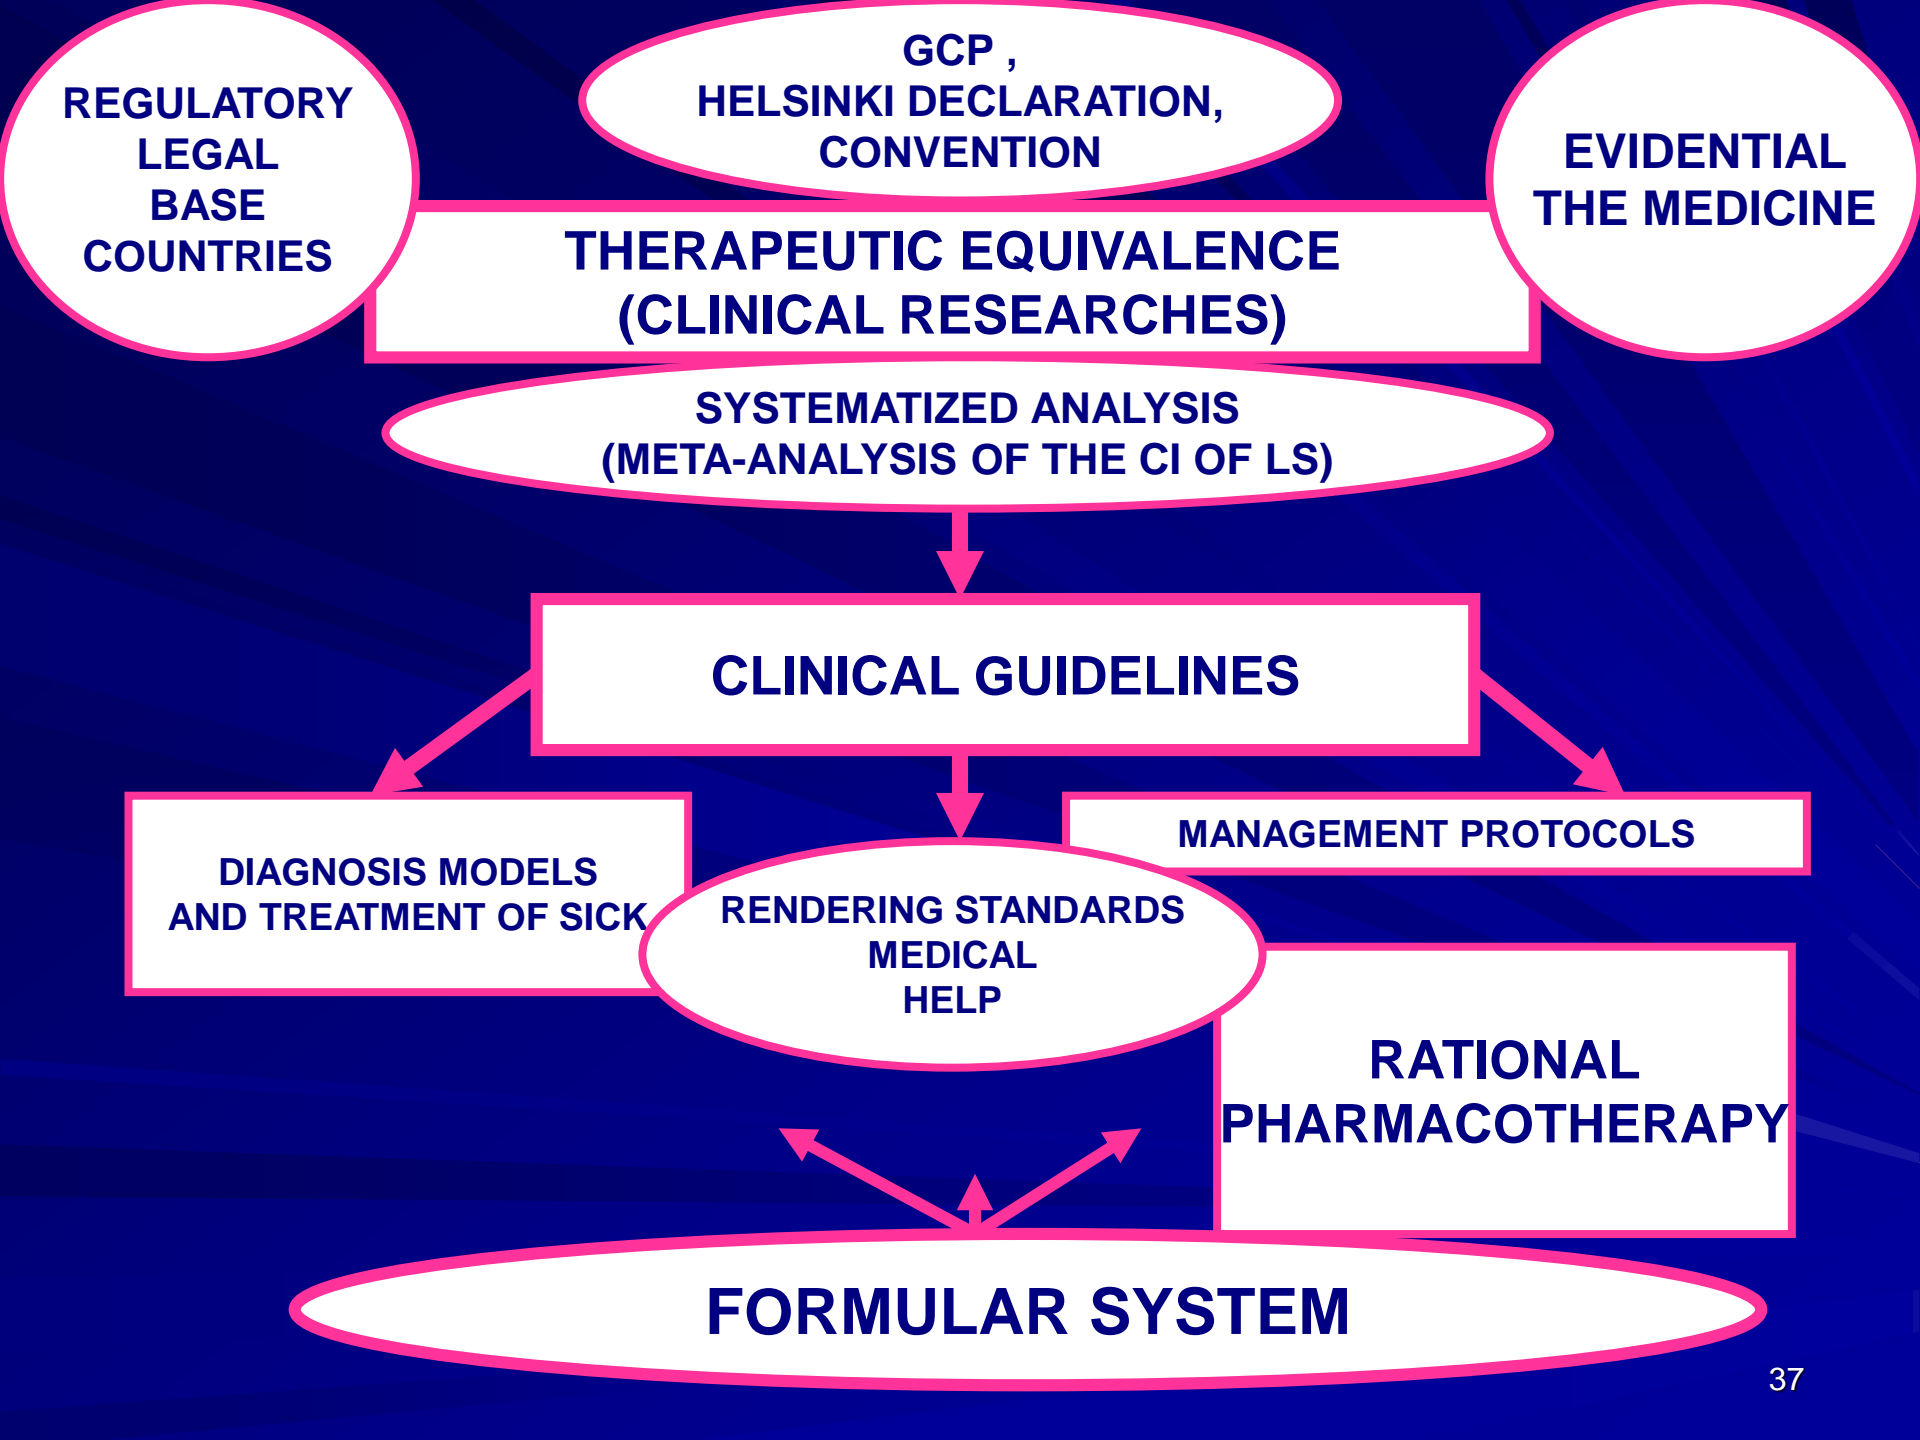 REGULATORY
LEGAL
BASE
COUNTRIES
GCP ,
HELSINKI DECLARATION,
CONVENTION
EVIDENTIAL
THE MEDICINE
THERAPEUTIC EQUIVALENCE
(CLINICAL RESEARCHES)
SYSTEMATIZED ANALYSIS
(META-ANALYSIS OF THE CI OF LS)
CLINICAL GUIDELINES
DIAGNOSIS MODELS
AND TREATMENT OF SICK
RENDERING STANDARDS
MEDICAL
HELP
MANAGEMENT PROTOCOLS
RATIONAL
PHARMACOTHERAPY
FORMULAR SYSTEM
37